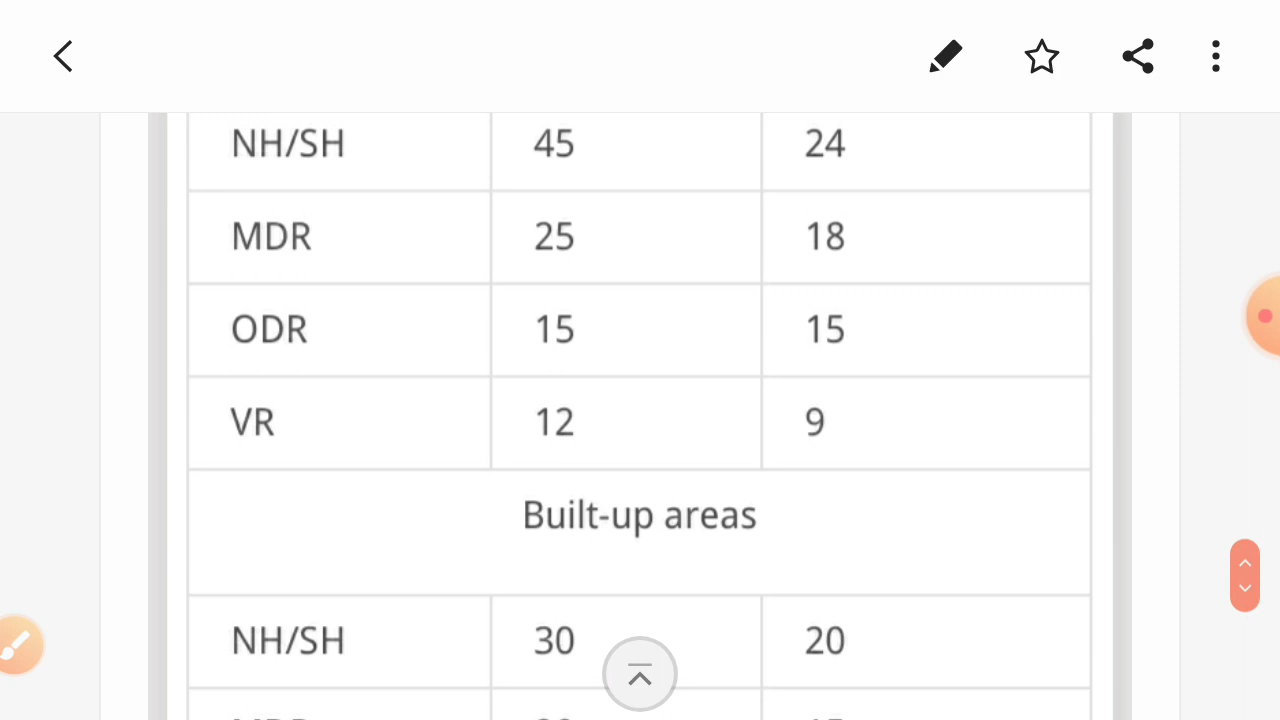 NH/SH 45 24
MDR 25 18
ODR 15 15
VR 12 9
Built-up areas
NH/SH 30 20